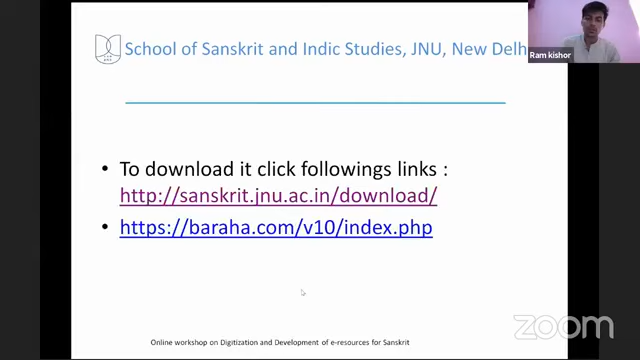 School of Sanskrit and Indic Studies, JNU, New Delh
Ram kishor
• To download it click followings links :
http://sanskrit.jnu.ac.in/download/
• https://baraha.com/v10/index.php
Online workshop on Digitization and Development of e-resources for Sanskrit
zoom